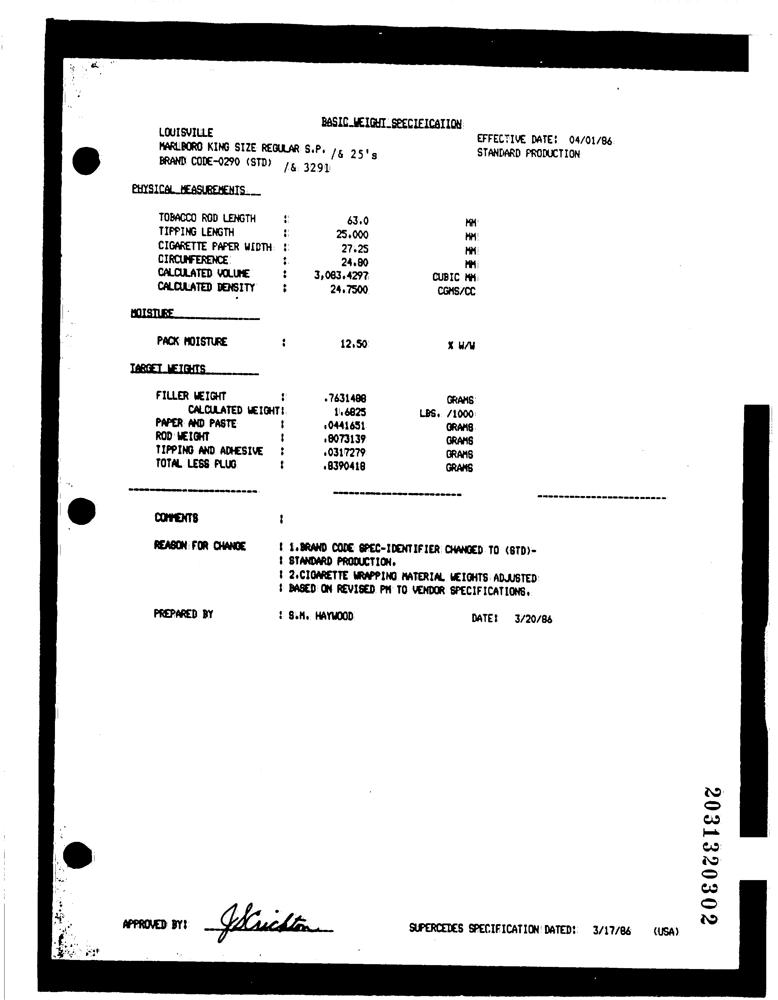 BASIC WEIGHT SPECIFICATION
LOUISVILLE
EFFECTIVE DATE: 04/01/86
MARLBORO KING SIZE REGULAR S.P. /& 25's
STANDARD PRODUCTION
BRAND CODE-0290 (STD) /& 3291
PHYSICAL MEASUREMENTS
TOBACCO ROD LENGTH : 63.0 MM
TIPPING LENGTH : 25.000 MM
CIGARETTE PAPER WIDTH : 27.25 MM
CIRCUMFERENCE : 24.80 MM
CALCULATED VOLUME : 3,083.4297 CUBIC MM
CALCULATED DENSITY : 24.7500 CGMS/CC
MOISTURE
PACK MOISTURE : 12.50 % W/W
TARGET WEIGHTS
FILLER WEIGHT : .7631488 GRAMS
CALCULATED WEIGHT: 1.6825 LBS. /1000
PAPER AND PASTE : .0441651 GRAMS
ROD WEIGHT : .8073139 GRAMS
TIPPING AND ADHESIVE : .0317279 GRAMS
TOTAL LESS PLUG : .8390418 GRAMS
COMMENTS :
REASON FOR CHANGE : 1.BRAND CODE SPEC-IDENTIFIER CHANGED TO (STD)-
: STANDARD PRODUCTION.
: 2.CIGARETTE WRAPPING MATERIAL WEIGHTS ADJUSTED
: BASED ON REVISED PM TO VENDOR SPECIFICATIONS.
PREPARED BY : S.M. HAYWOOD DATE: 3/20/86
2031320302
APPROVED BY: JSCrichton
SUPERCEDES SPECIFICATION DATED: 3/17/86 (USA)